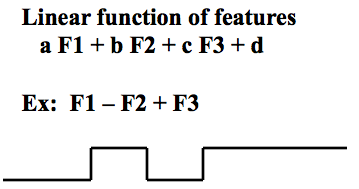 Linear function of features
a F1 + b F2 + c F3 + d
Ex: F1 – F2 + F3